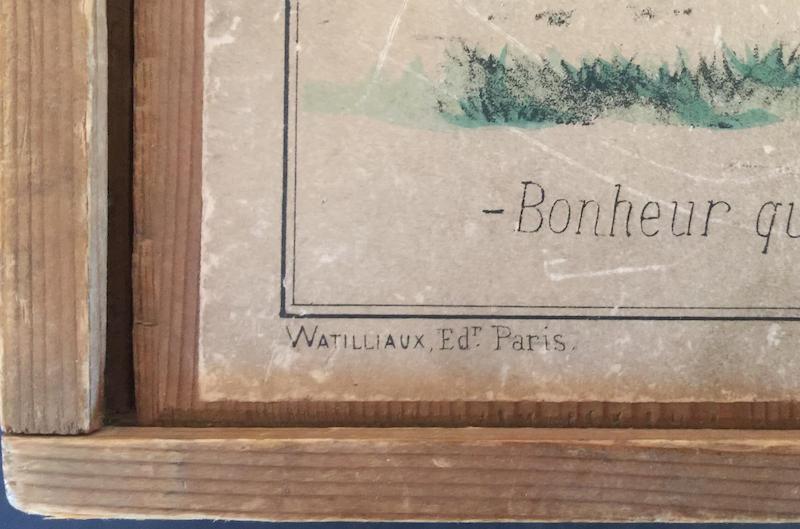 -Bonheur qu
WATILLIAUX, Edr. Paris.